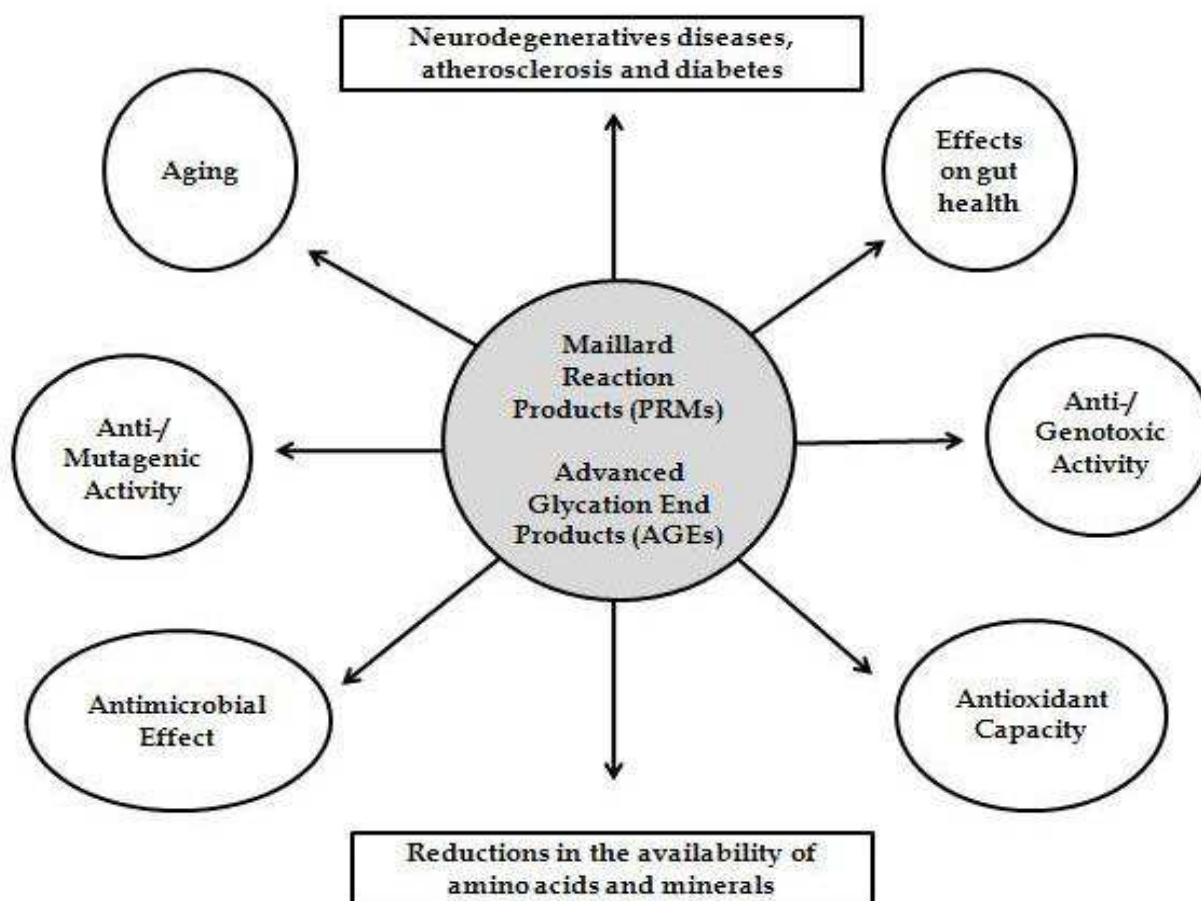 Neurodegeneratives diseases,
atherosclerosis and diabetes
Aging
Effects
on gut
health
Maillard
Reaction
Products (PRMs)
Advanced
Glycation End
Products (AGEs)
Anti-/
Mutagenic
Activity
Anti-/
Genotoxic
Activity
Antimicrobial
Effect
Antioxidant
Capacity
Reductions in the availability of
amino acids and minerals